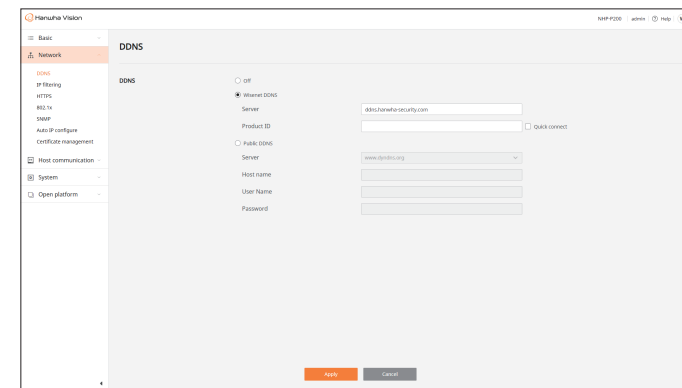 Hanwha Vision
NHP-P200 admin Help
Basic
Network
DDNS
IP filtering
HTTPS
802.1x
SNMP
Auto IP configure
Certificate management
Host communication
System
Open platform
DDNS
DDNS
Off
Wisenet DDNS
Server
ddns.hanwha-security.com
Product ID
Quick connect
Public DDNS
Server
www.dyndns.org
Host name
User Name
Password
Apply
Cancel